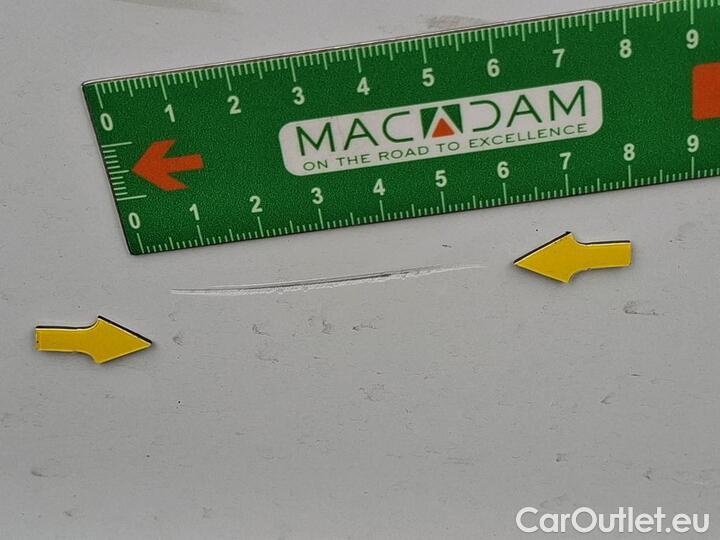 0 1 2 3 4 5 6 7 8 9
MACADAM
ON THE ROAD TO EXCELLENCE
0 1 2 3 4 5 6 7 8 9
CarOutlet.eu